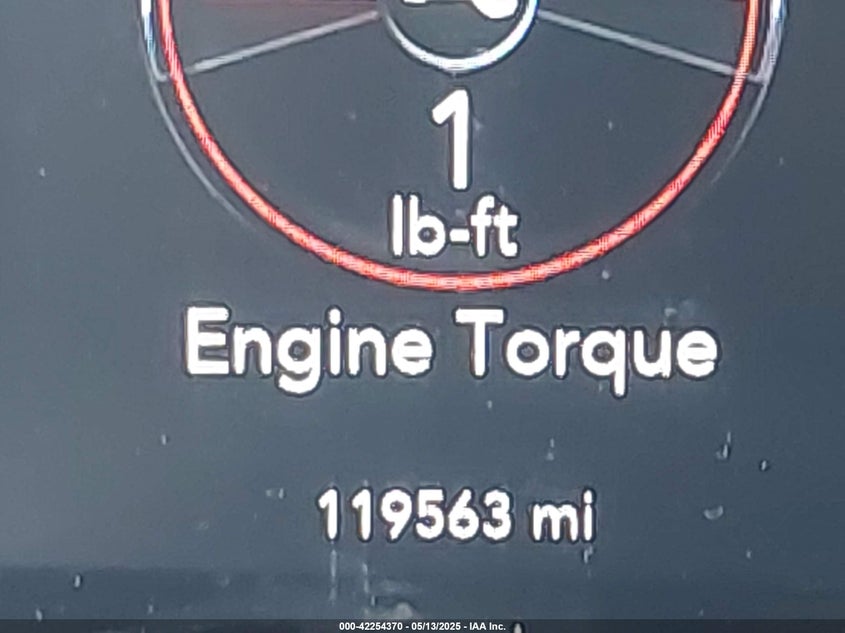 1
lb-ft
Engine Torque
119563 mi
000-42254370 - 05/13/2025 - IAA Inc.